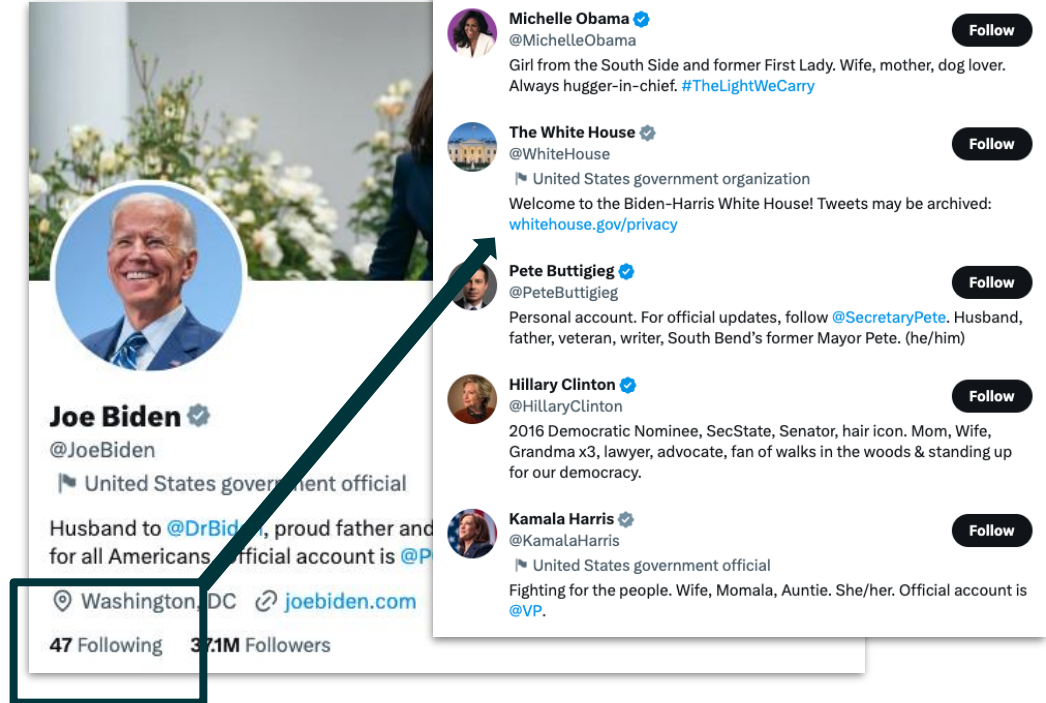 Joe Biden
@JoeBiden
United States government official
Husband to @DrBiden, proud father and
for all Americans. Official account is @P
Washington, DC joebiden.com
47 Following 37.1M Followers
Michelle Obama
@MichelleObama
Follow
Girl from the South Side and former First Lady. Wife, mother, dog lover.
Always hugger-in-chief. #TheLightWeCarry
The White House
@WhiteHouse
Follow
United States government organization
Welcome to the Biden-Harris White House! Tweets may be archived:
whitehouse.gov/privacy
Pete Buttigieg
@PeteButtigieg
Follow
Personal account. For official updates, follow @SecretaryPete. Husband,
father, veteran, writer, South Bend’s former Mayor Pete. (he/him)
Hillary Clinton
@HillaryClinton
Follow
2016 Democratic Nominee, SecState, Senator, hair icon. Mom, Wife,
Grandma x3, lawyer, advocate, fan of walks in the woods & standing up
for our democracy.
Kamala Harris
@KamalaHarris
Follow
United States government official
Fighting for the people. Wife, Momala, Auntie. She/her. Official account is
@VP.